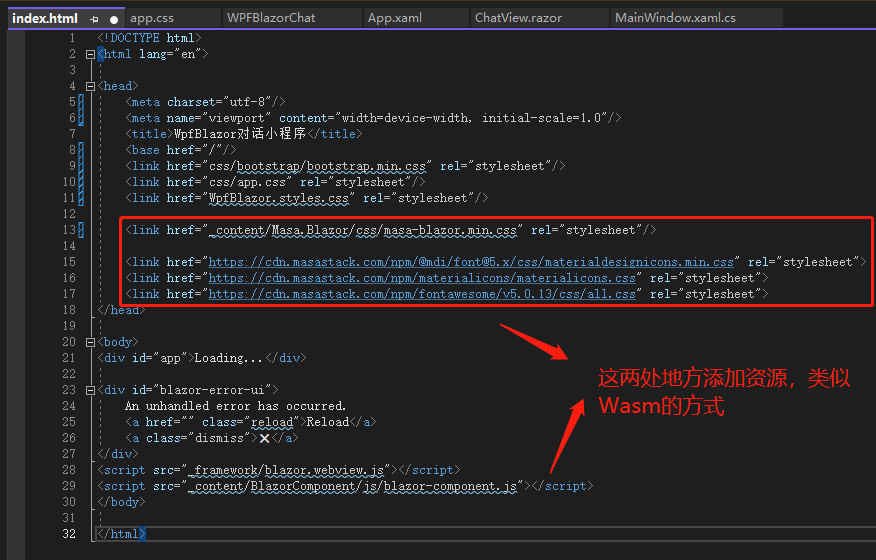 index.html app.css WPFBlazorChat App.xaml ChatView.razor MainWindow.xaml.cs
1 <!DOCTYPE html>
2 <html lang="en">
3
4 <head>
5 <meta charset="utf-8"/>
6 <meta name="viewport" content="width=device-width, initial-scale=1.0"/>
7 <title>WpfBlazor对话小程序</title>
8 <base href="/"/>
9 <link href="css/bootstrap/bootstrap.min.css" rel="stylesheet"/>
10 <link href="css/app.css" rel="stylesheet"/>
11 <link href="WpfBlazor.styles.css" rel="stylesheet"/>
12
13 <link href="_content/Masa.Blazor/css/masa-blazor.min.css" rel="stylesheet"/>
14
15 <link href="https://cdn.masastack.com/npm/@mdi/font@5.x/css/materialdesignicons.min.css" rel="stylesheet">
16 <link href="https://cdn.masastack.com/npm/materialicons/materialicons.css" rel="stylesheet">
17 <link href="https://cdn.masastack.com/npm/fontawesome/v5.0.13/css/all.css" rel="stylesheet">
18 </head>
19
20 <body>
21 <div id="app">Loading...</div>
22
23 <div id="blazor-error-ui">
24 An unhandled error has occurred.
25 <a href="" class="reload">Reload</a>
26 <a class="dismiss">❌</a>
27 </div>
28 <script src="_framework/blazor.webview.js"></script>
29 <script src="_content/BlazorComponent/js/blazor-component.js"></script>
30 </body>
31
32 </html>
这两处地方添加资源，类似
Wasm的方式